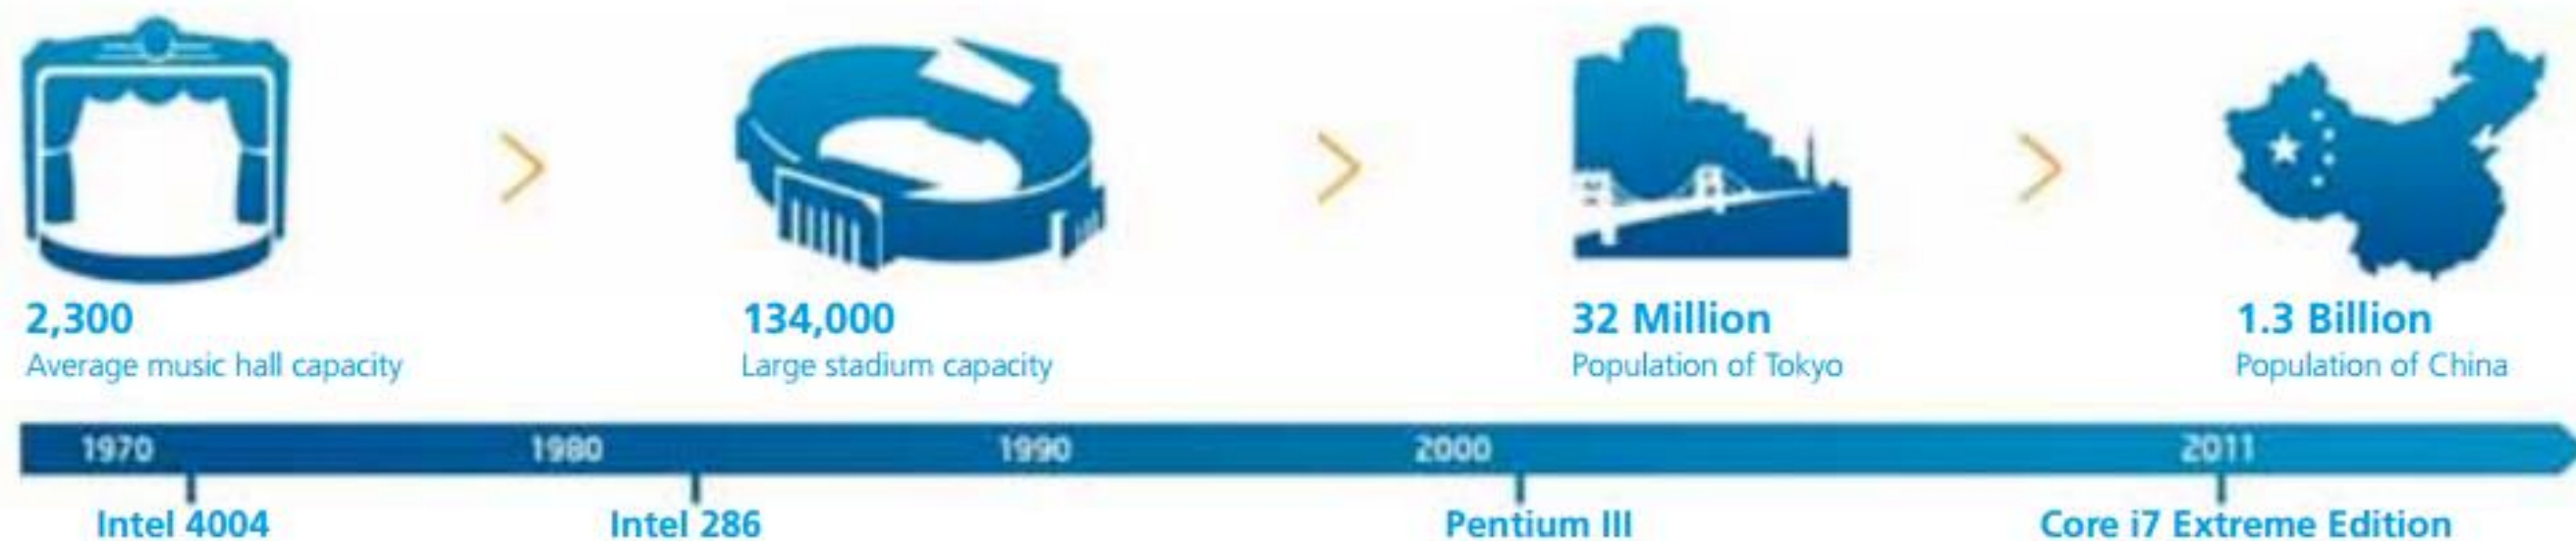 2,300
Average music hall capacity
134,000
Large stadium capacity
32 Million
Population of Tokyo
1.3 Billion
Population of China
1970 1980 1990 2000 2011
Intel 4004 Intel 286 Pentium III Core i7 Extreme Edition